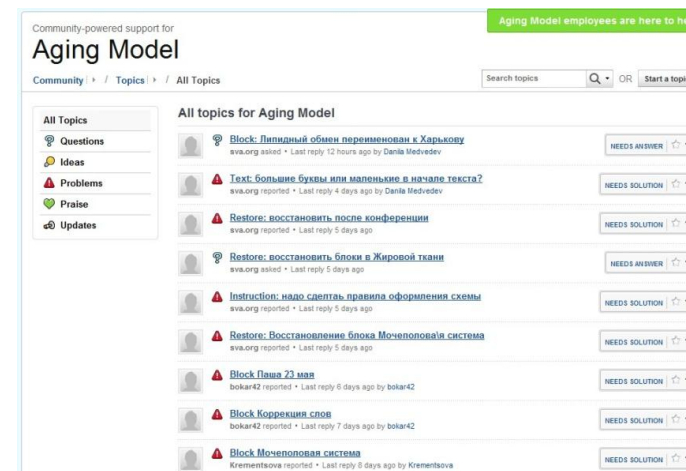 Community-powered support for
Aging Model employees are here to he
Aging Model
Community / Topics / All Topics
Search topics OR Start a topi
All Topics
Questions
Ideas
Problems
Praise
Updates
All topics for Aging Model
Block: Липидный обмен переименован к Харькову
sva.org asked • Last reply 12 hours ago by Danila Medvedev
NEEDS ANSWER
Text: большие буквы или маленькие в начале текста?
sva.org reported • Last reply 4 days ago by Danila Medvedev
NEEDS SOLUTION
Restore: восстановить после конференции
sva.org reported • Last reply 5 days ago
NEEDS SOLUTION
Restore: восстановить блоки в Жировой ткани
sva.org asked • Last reply 5 days ago
NEEDS ANSWER
Instruction: надо сделтаь правила оформления схемы
sva.org reported • Last reply 5 days ago
NEEDS SOLUTION
Restore: Восстановление блока Мочеполова\я система
sva.org reported • Last reply 5 days ago
NEEDS SOLUTION
Block Паша 23 мая
bokar42 reported • Last reply 6 days ago by bokar42
NEEDS SOLUTION
Block Коррекция слов
bokar42 reported • Last reply 7 days ago by bokar42
NEEDS SOLUTION
Block Мочеполовая система
Krementsova reported • Last reply 8 days ago by Krementsova
NEEDS SOLUTION